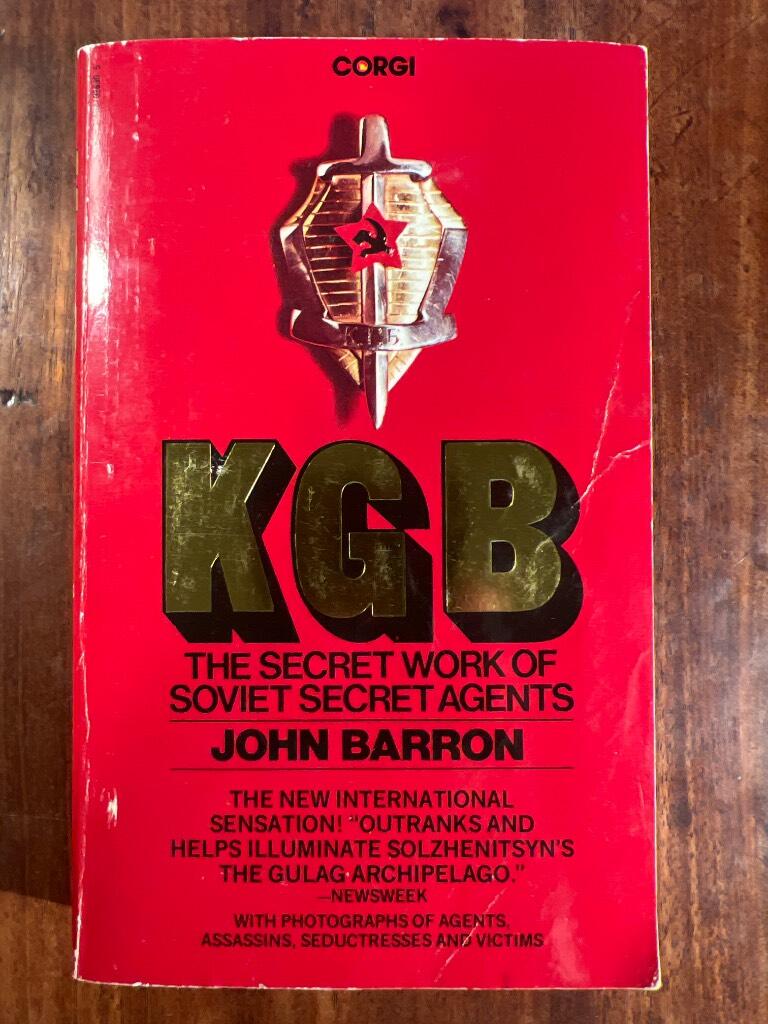 CORGI
КГБ
KGB
THE SECRET WORK OF
SOVIET SECRET AGENTS
JOHN BARRON
THE NEW INTERNATIONAL
SENSATION! "OUTRANKS AND
HELPS ILLUMINATE SOLZHENITSYN'S
THE GULAG ARCHIPELAGO."
—NEWSWEEK
WITH PHOTOGRAPHS OF AGENTS,
ASSASSINS, SEDUCTRESSES AND VICTIMS